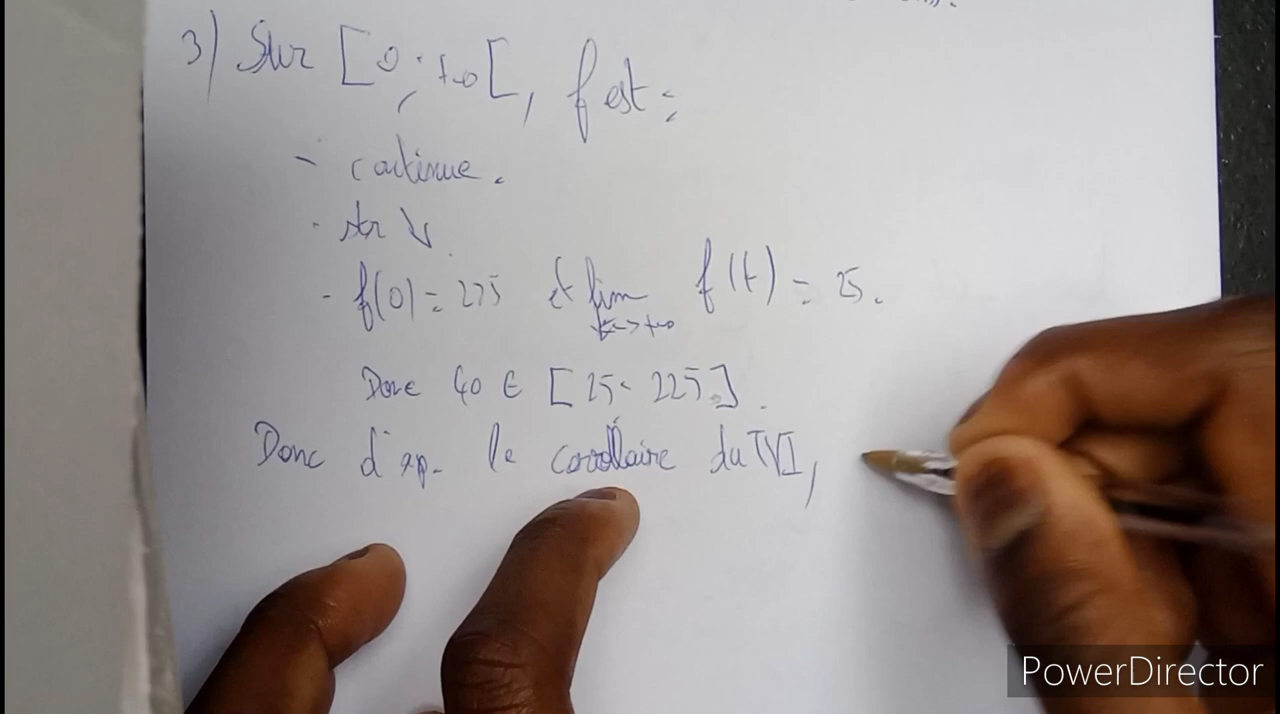 3) Sur [0; +∞[, f est :
- continue.
- str ↘.
- f(0) = 225 et lim f(t) = 25.
t->+∞
Donc 40 ∈ [25 ; 225].
Donc d'ap. le corollaire du TVI,
PowerDirector